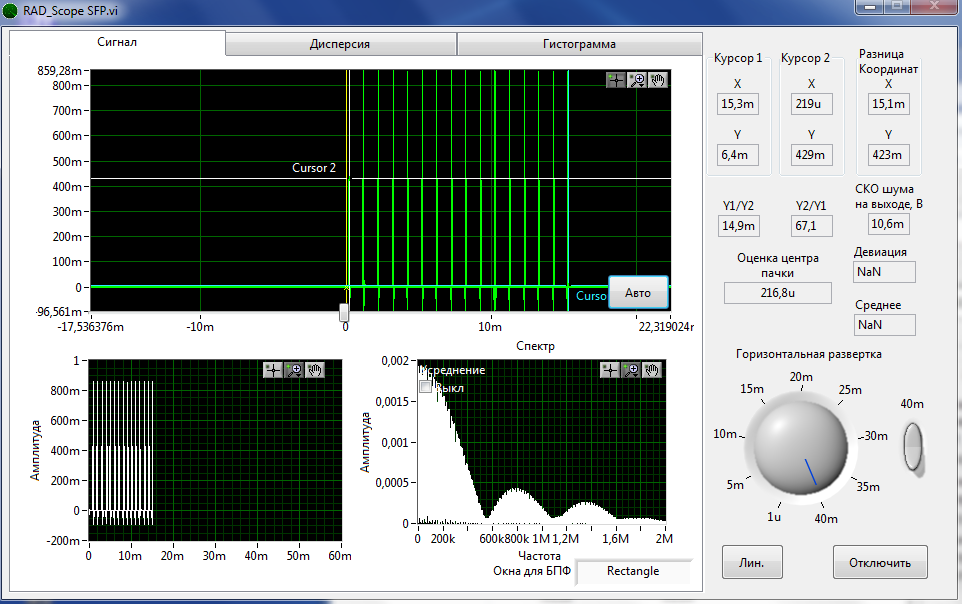 RAD_Scope SFP.vi
Сигнал
Дисперсия
Гистограмма
859,28m
800m
700m
600m
500m
400m
300m
200m
100m
0
-96,561m
Cursor 2
Авто
-17,536376m
-10m
0
10m
22,319024
Курсор 1
X
15,3m
Y
6,4m
Курсор 2
X
219u
Y
429m
Разница
Координат
X
15,1m
Y
423m
Y1/Y2
14,9m
Y2/Y1
67,1
СКО шума
на выходе, В
10,6m
Оценка центра
пачки
216,8u
Девиация
NaN
Среднее
NaN
Амплитуда
1
800m
600m
400m
200m
0
-200m
0
10m
20m
30m
40m
50m
60m
Спектр
Амплитуда
0,002
0,0015
0,001
0,0005
0
Усреднение
Выкл
0
200k
600k
800k
1M
1,2M
1,6M
2M
Частота
Окна для БПФ
Rectangle
Горизонтальная развертка
1u
5m
10m
15m
20m
25m
30m
35m
40m
40m
Лин.
Отключить